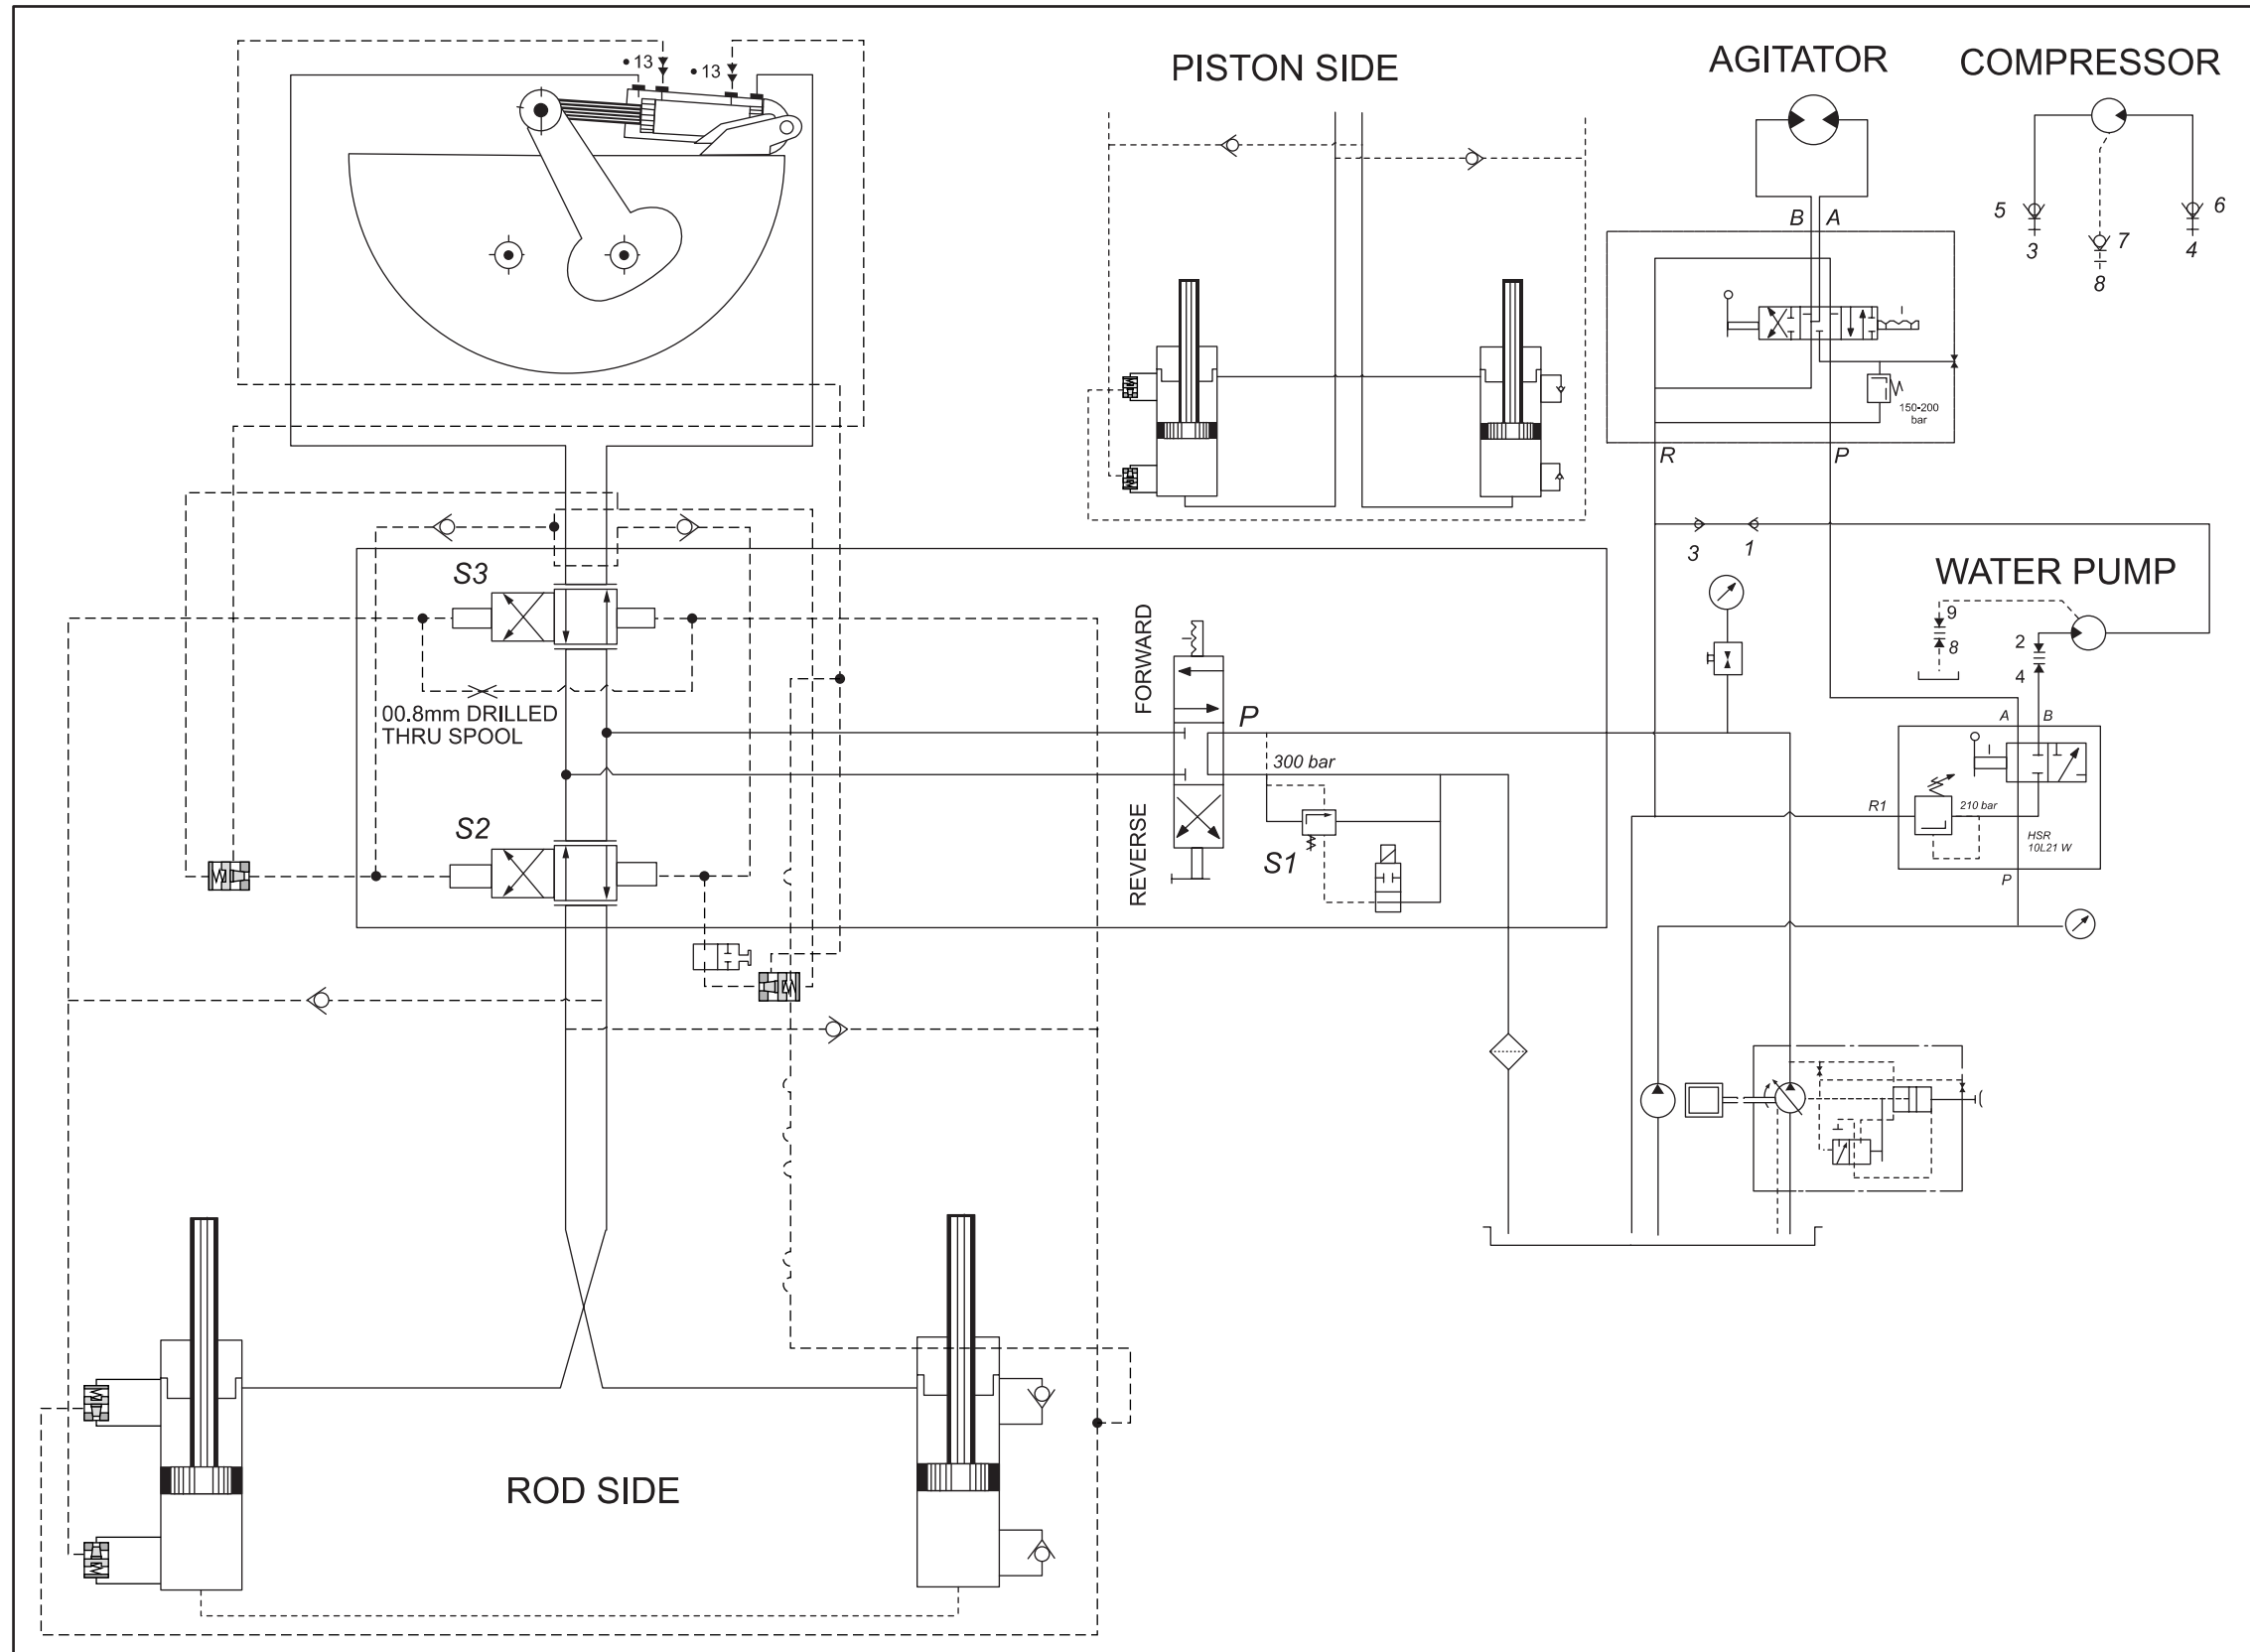 • 13
• 13
PISTON SIDE
AGITATOR
COMPRESSOR
B
A
5
3
7
8
6
4
150-200
bar
R
P
3
1
S3
WATER PUMP
9
8
2
4
00.8mm DRILLED
THRU SPOOL
FORWARD
P
300 bar
A
B
S2
REVERSE
S1
R1
210 bar
HSR
10L21 W
P
ROD SIDE